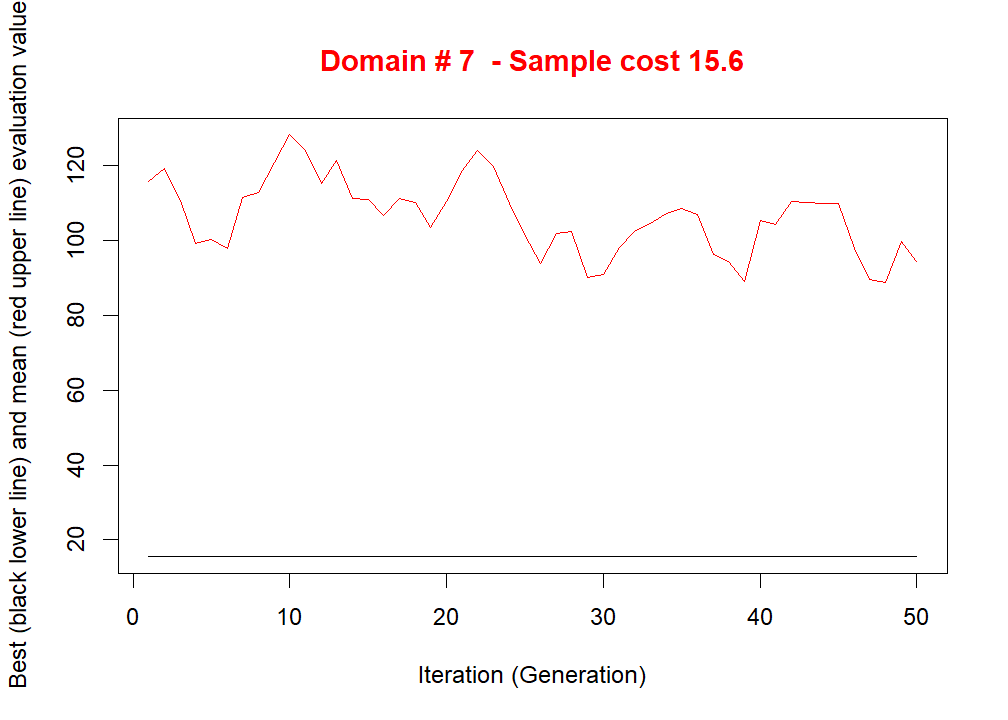 Domain # 7  - Sample cost 15.6
Best (black lower line) and mean (red upper line) evaluation value
120
100
80
60
40
20
0 10 20 30 40 50
Iteration (Generation)